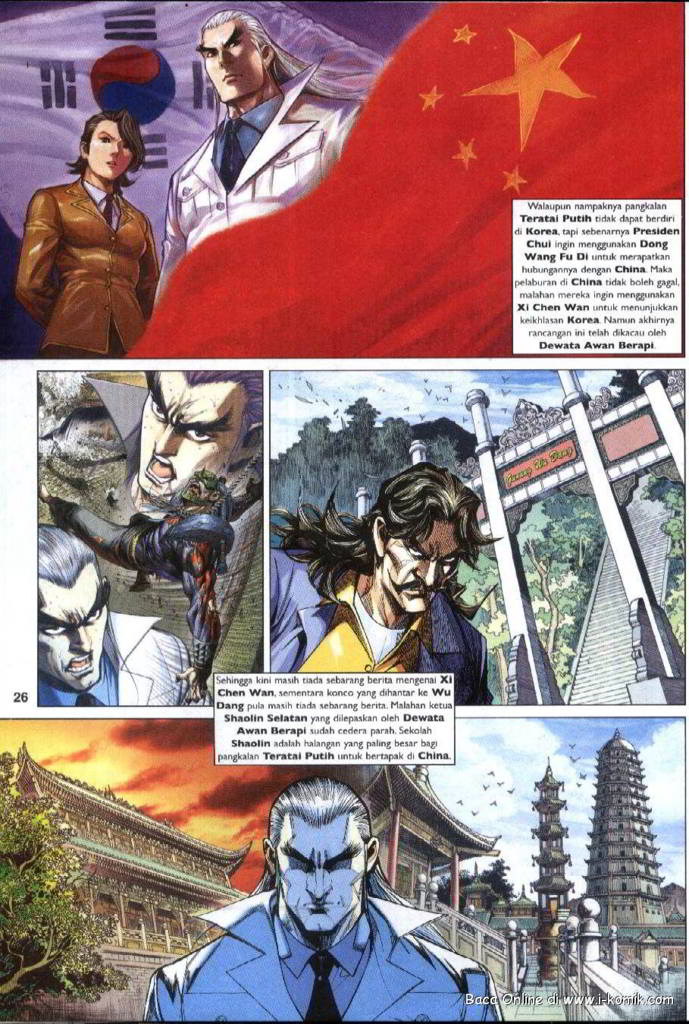 Walaupun nampaknya pangkalan
Teratai Putih tidak dapat berdiri
di Korea, tapi sebenarnya Presiden
Chui ingin menggunakan Dong
Wang Fu Di untuk merapatkan
hubungannya dengan China. Maka
pelaburan di China tidak boleh gagal,
malahan mereka ingin menggunakan
Xi Chen Wan untuk menunjukkan
keikhlasan Korea. Namun akhirnya
rancangan ini telah dikacau oleh
Dewata Awan Berapi.
Sehingga kini masih tiada sebarang berita mengenai Xi
Chen Wan, sementara konco yang dihantar ke Wu
Dang pula masih tiada sebarang berita. Malahan ketua
Shaolin Selatan yang dilepaskan oleh Dewata
Awan Berapi sudah cedera parah. Sekolah
Shaolin adalah halangan yang paling besar bagi
pangkalan Teratai Putih untuk bertapak di China.
26
Baca Online di www.i-komik.com